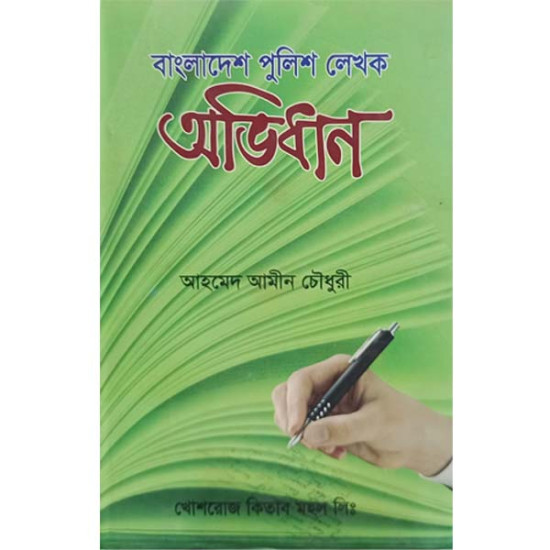 বাংলাদেশ পুলিশ লেখক
অভিধান
আহমেদ আমীন চৌধুরী
খোশরোজ কিতাব মহল লিঃ